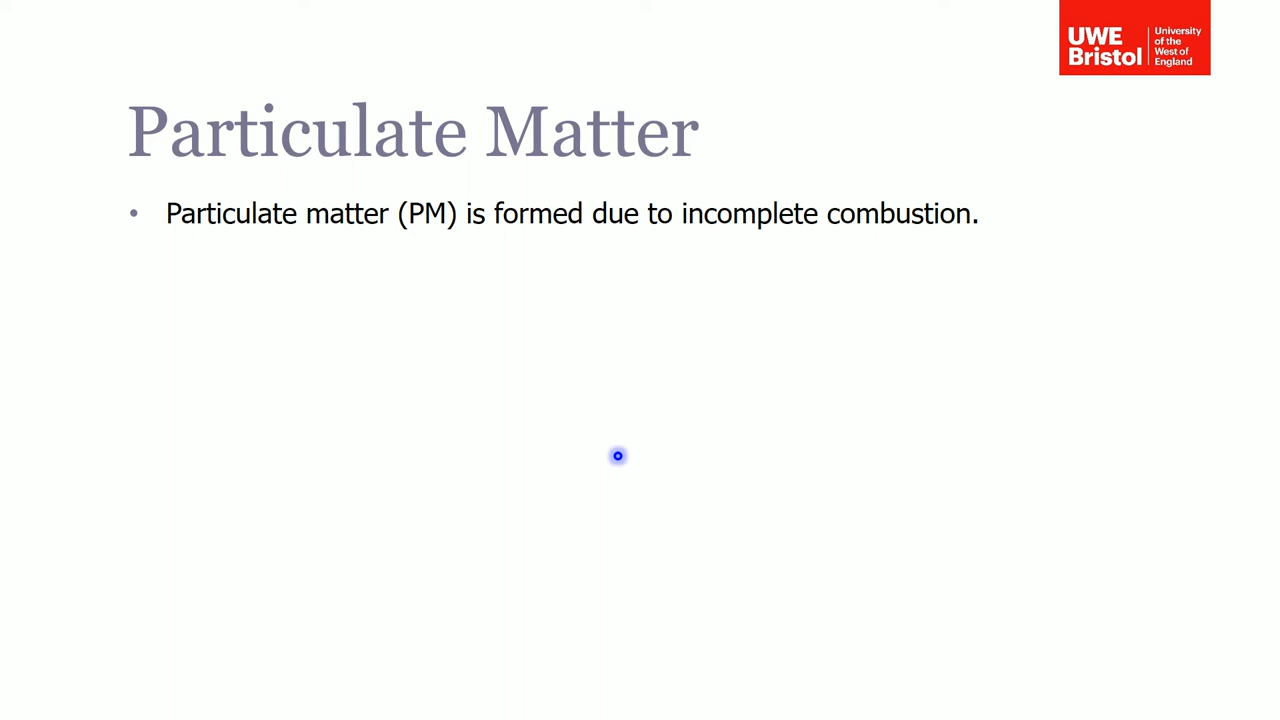 UWE
Bristol
University
of the
West of
England
Particulate Matter
• Particulate matter (PM) is formed due to incomplete combustion.